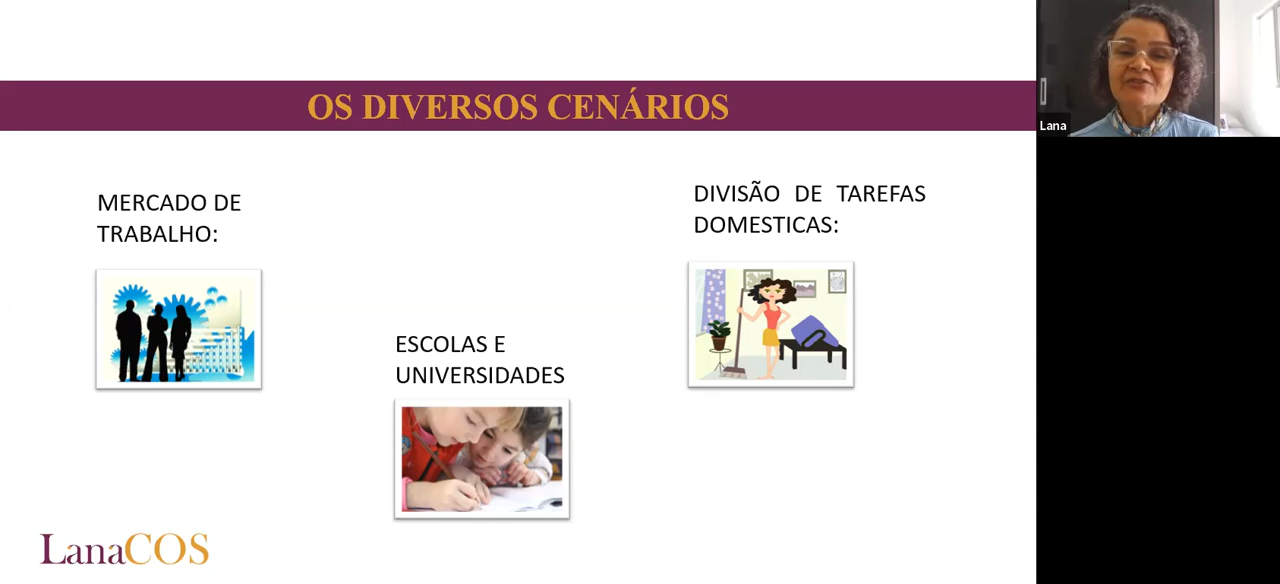 OS DIVERSOS CENÁRIOS
Lana
MERCADO DE
TRABALHO:
DIVISÃO DE TAREFAS
DOMESTICAS:
ESCOLAS E
UNIVERSIDADES
LanaCOS